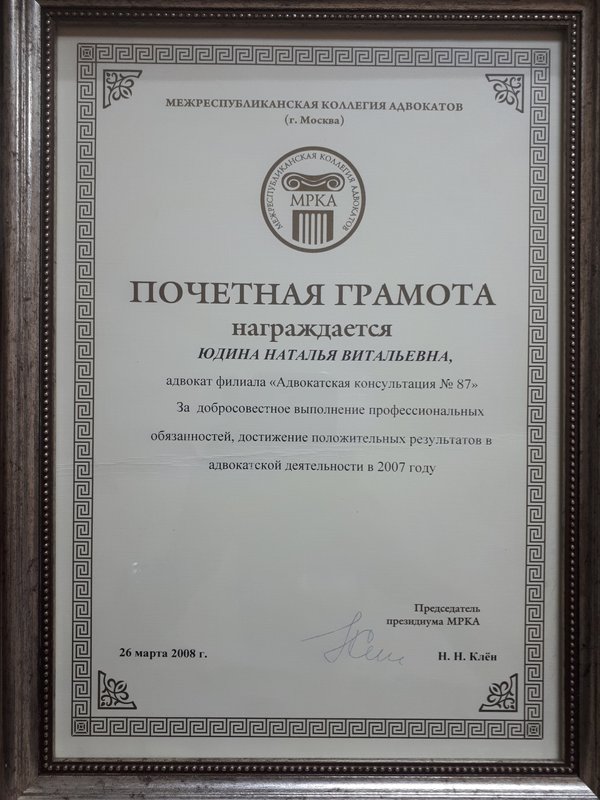 МЕЖРЕСПУБЛИКАНСКАЯ КОЛЛЕГИЯ АДВОКАТОВ
(г. Москва)
МЕЖРЕСПУБЛИКАНСКАЯ КОЛЛЕГИЯ АДВОКАТОВ
МРКА
ПОЧЕТНАЯ ГРАМОТА
награждается
ЮДИНА НАТАЛЬЯ ВИТАЛЬЕВНА,
адвокат филиала «Адвокатская консультация № 87»
За добросовестное выполнение профессиональных
обязанностей, достижение положительных результатов в
адвокатской деятельности в 2007 году
Председатель
президиума МРКА
26 марта 2008 г.
Н. Н. Клён